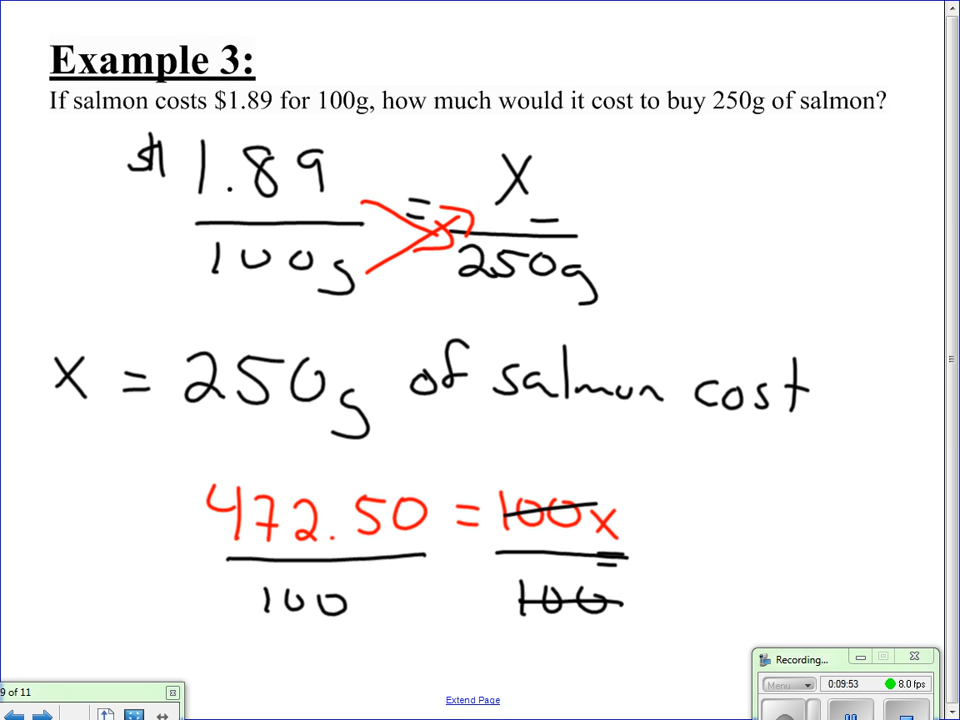 Example 3:
If salmon costs $1.89 for 100g, how much would it cost to buy 250g of salmon?
$1.89 = x
100g 250g
x = 250g of salmon cost
472.50 = 100x
100 100
Recording...
Menu 0:09:53 8.0 fps
9 of 11
Extend Page